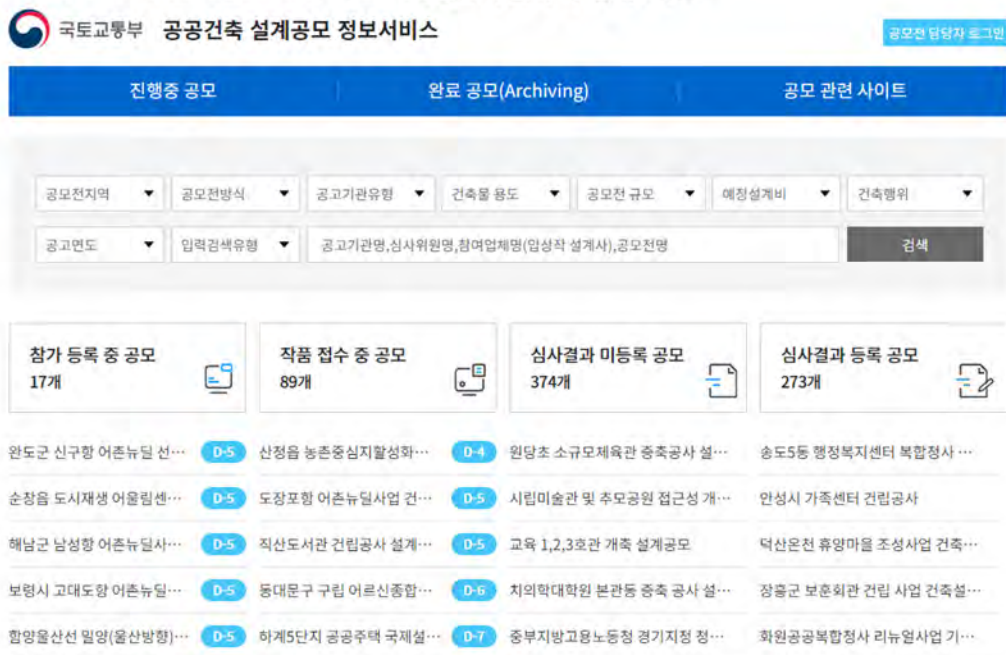 국토교통부 공공건축 설계공모 정보서비스
공모전 담당자 로그인
진행중 공모 완료 공모(Archiving) 공모 관련 사이트
공모전지역 공모전방식 공고기관유형 건축물 용도 공모전 규모 예정설계비 건축행위
공고연도 입력검색유형 공고기관명,심사위원명,참여업체명(입상작 설계사),공모전명 검색
참가 등록 중 공모
17개
작품 접수 중 공모
89개
심사결과 미등록 공모
374개
심사결과 등록 공모
273개
완도군 신구항 어촌뉴딜 선… D-5
순창읍 도시재생 어울림센… D-5
해남군 남성항 어촌뉴딜사… D-5
보령시 고대도항 어촌뉴딜… D-5
함양울산선 밀양(울산방향)… D-5
산정읍 농촌중심지활성화… D-4
도장포항 어촌뉴딜사업 건… D-5
직산도서관 건립공사 설계… D-5
동대문구 구립 어르신종합… D-6
하계5단지 공공주택 국제설… D-7
원당초 소규모체육관 증축공사 설…
시립미술관 및 추모공원 접근성 개…
교육 1,2,3호관 개축 설계공모
치의학대학원 본관동 증축 공사 설…
중부지방고용노동청 경기지청 청…
송도5동 행정복지센터 복합청사 …
안성시 가족센터 건립공사
덕산온천 휴양마을 조성사업 건축…
장흥군 보훈회관 건립 사업 건축설…
화원공공복합청사 리뉴얼사업 기…